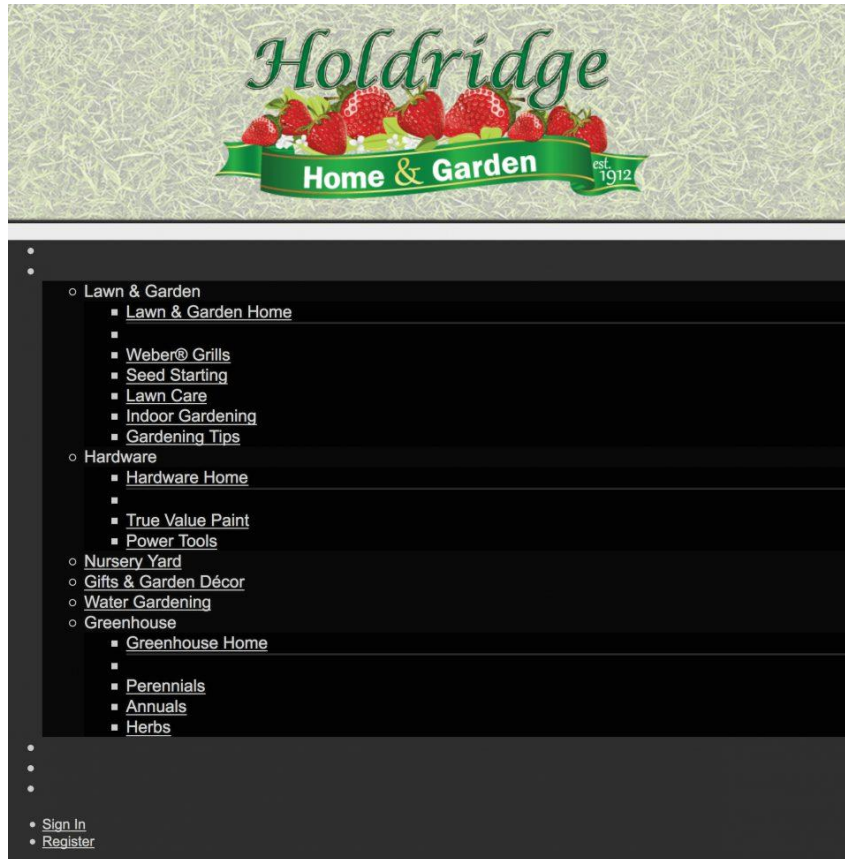 Holdridge
Home & Garden
est.
1912
Lawn & Garden
Lawn & Garden Home
Weber® Grills
Seed Starting
Lawn Care
Indoor Gardening
Gardening Tips
Hardware
Hardware Home
True Value Paint
Power Tools
Nursery Yard
Gifts & Garden Décor
Water Gardening
Greenhouse
Greenhouse Home
Perennials
Annuals
Herbs
Sign In
Register